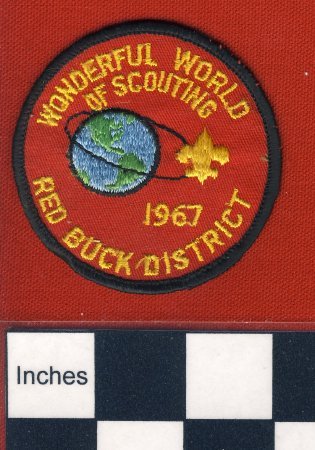 WONDERFUL WORLD
OF SCOUTING
1967
RED BUCK DISTRICT
Inches